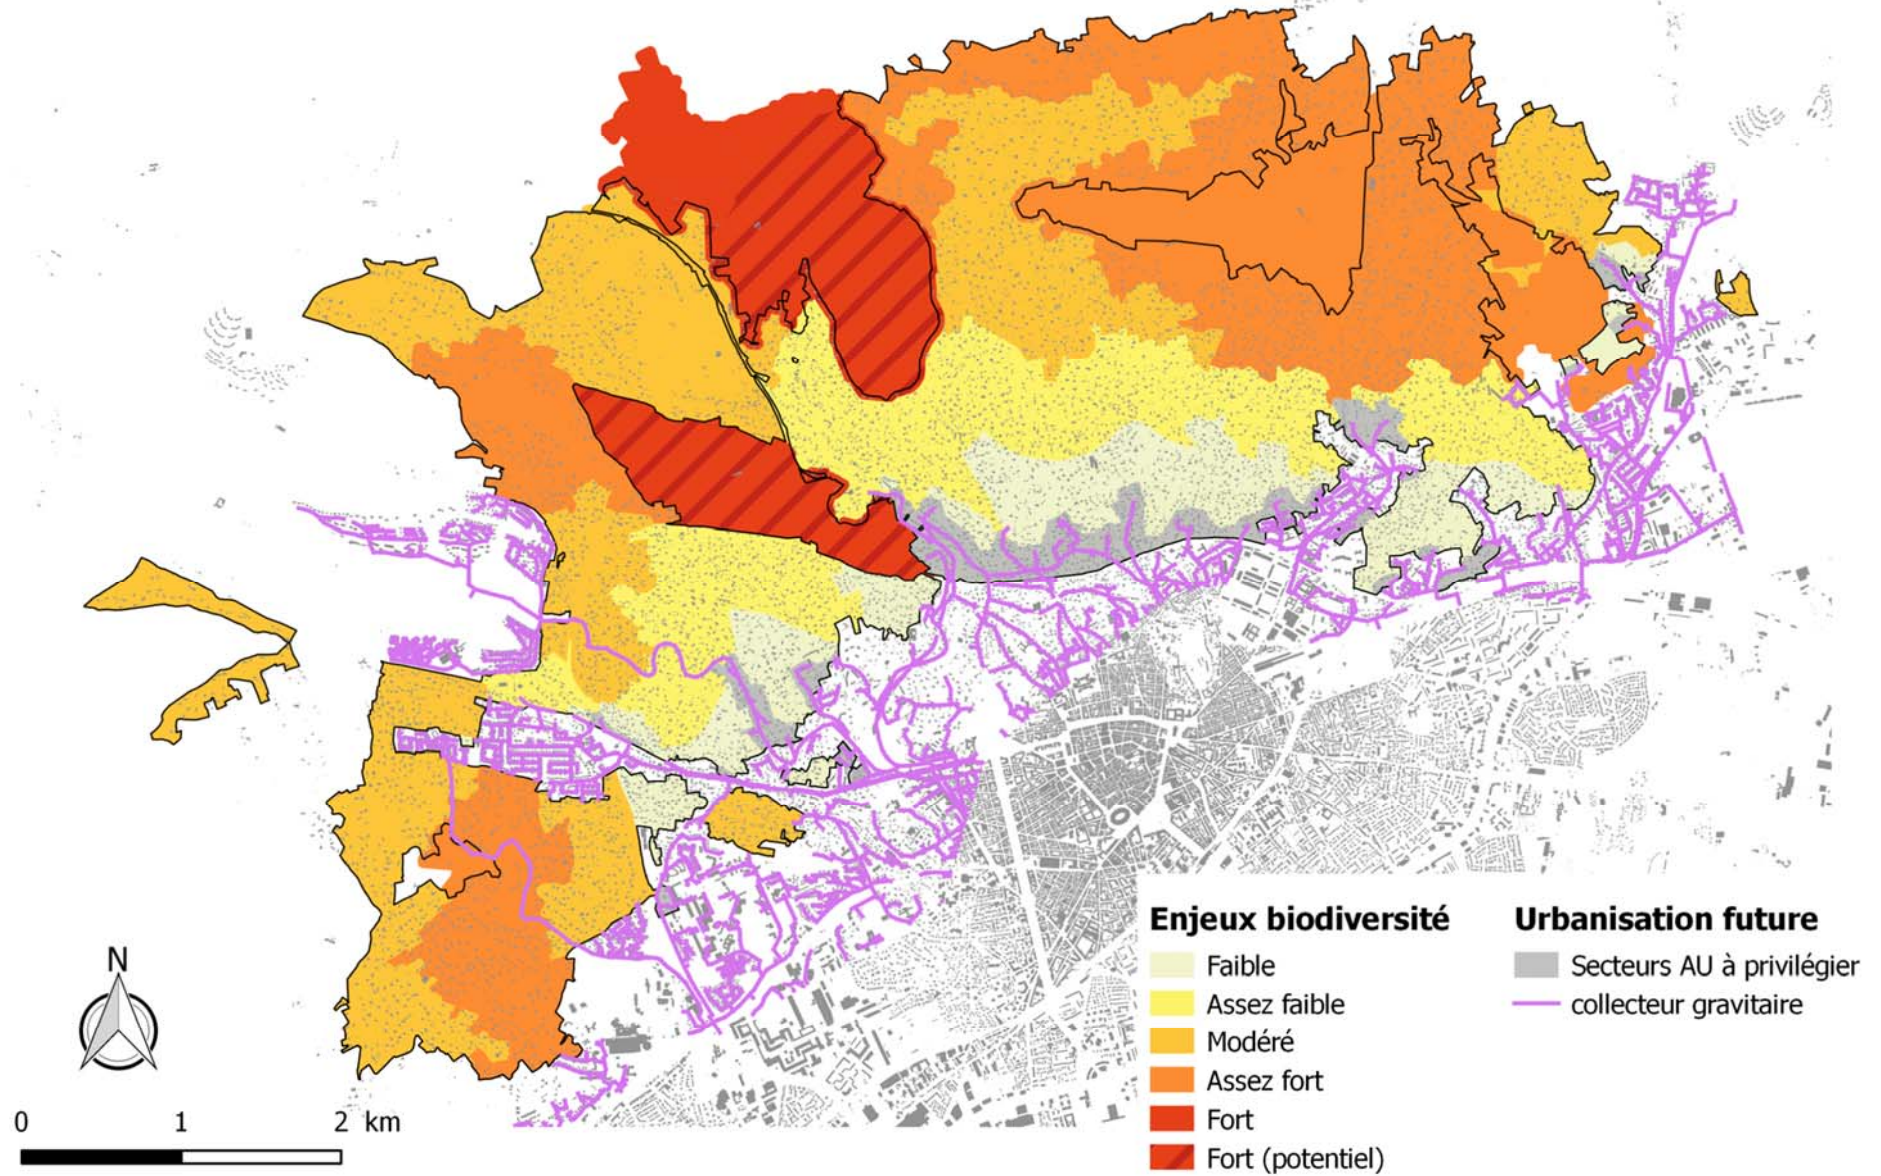 N
0 1 2 km
Enjeux biodiversité
Faible
Assez faible
Modéré
Assez fort
Fort
Fort (potentiel)
Urbanisation future
Secteurs AU à privilégier
collecteur gravitaire